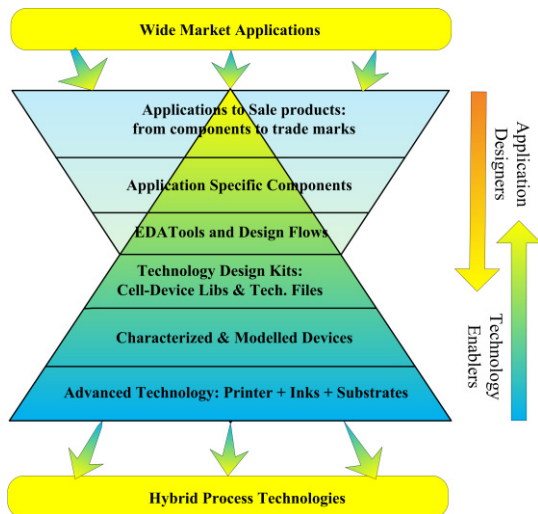 Wide Market Applications
Applications to Sale products:
from components to trade marks
Application Specific Components
EDATools and Design Flows
Technology Design Kits:
Cell-Device Libs & Tech. Files
Characterized & Modelled Devices
Advanced Technology: Printer + Inks + Substrates
Hybrid Process Technologies
Application
Designers
Technology
Enablers